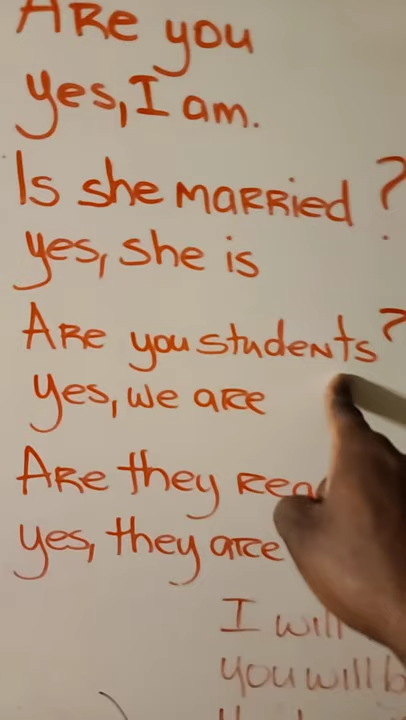 Are you
yes, I am.
Is she married?
yes, she is
Are you students?
yes, we are
Are they
yes, they are
I will
you will